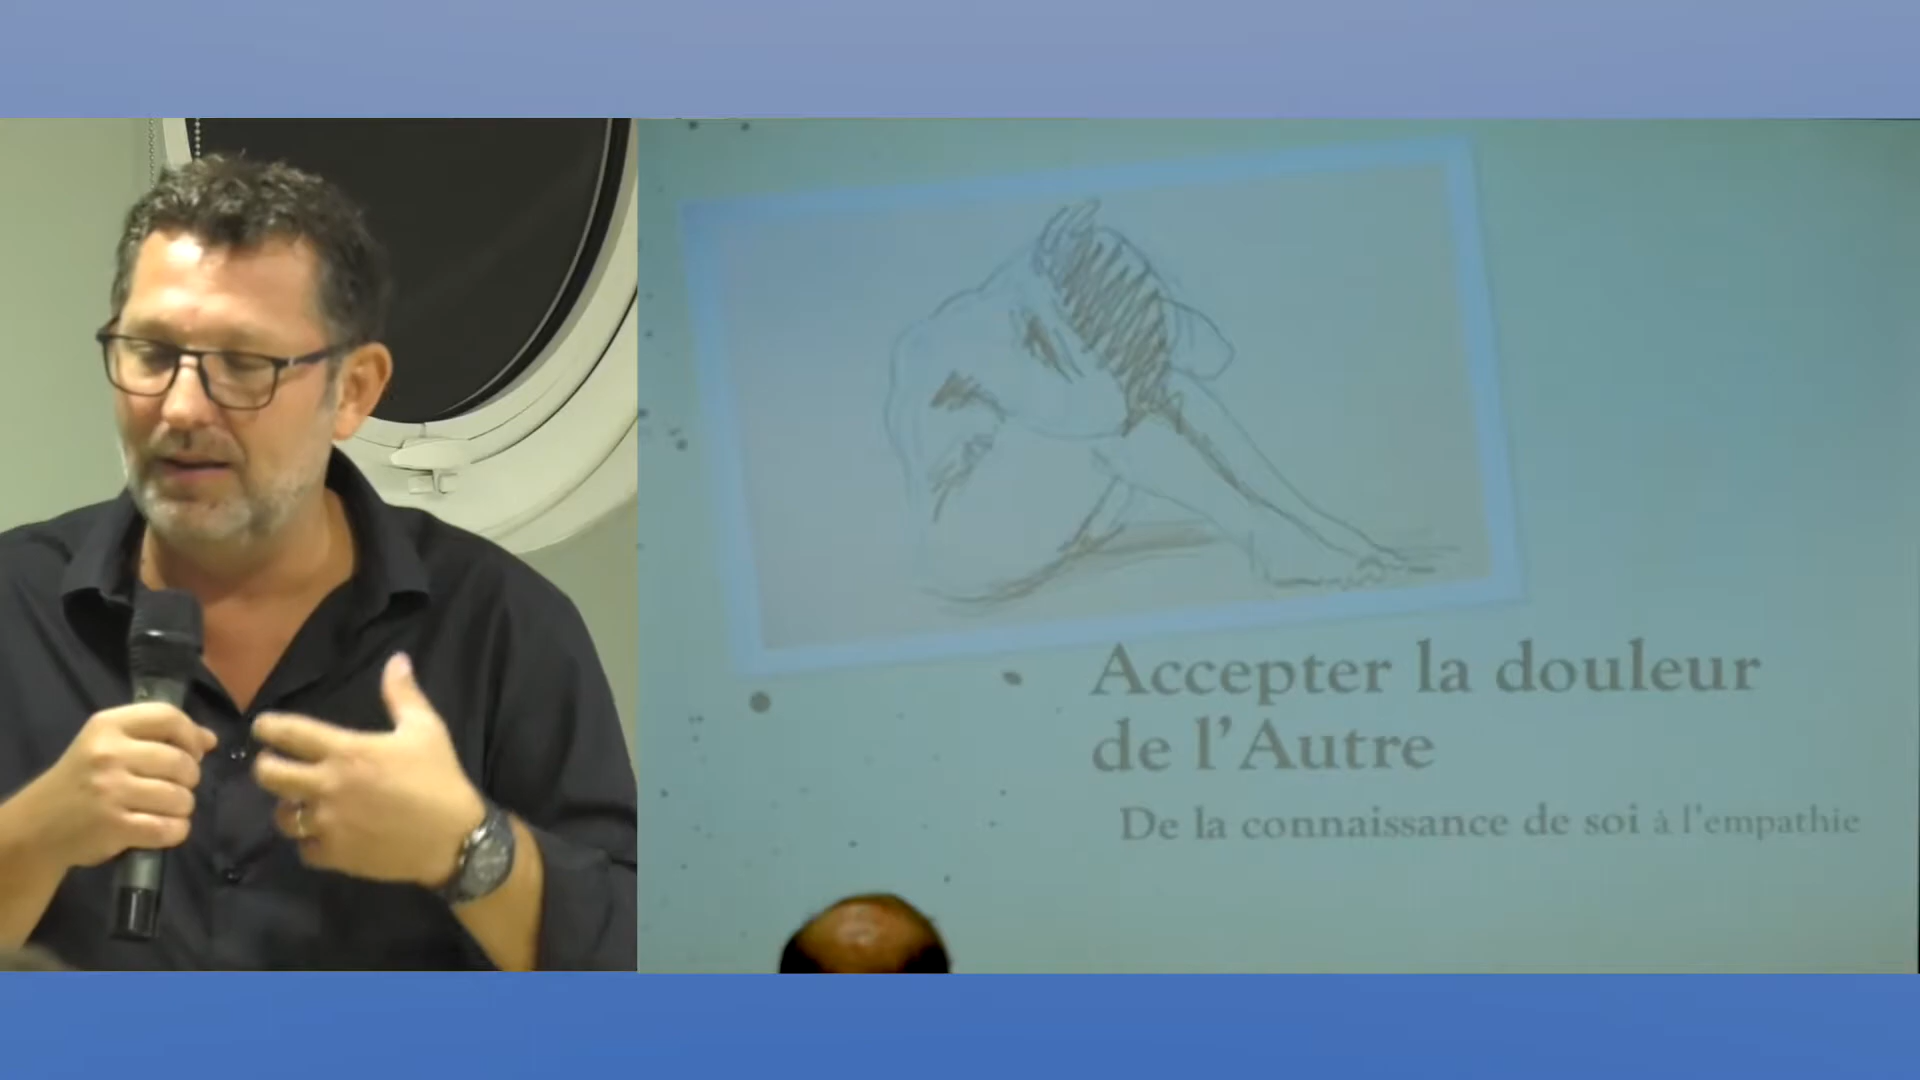 Accepter la douleur
de l'Autre
De la connaissance de soi à l'empathie